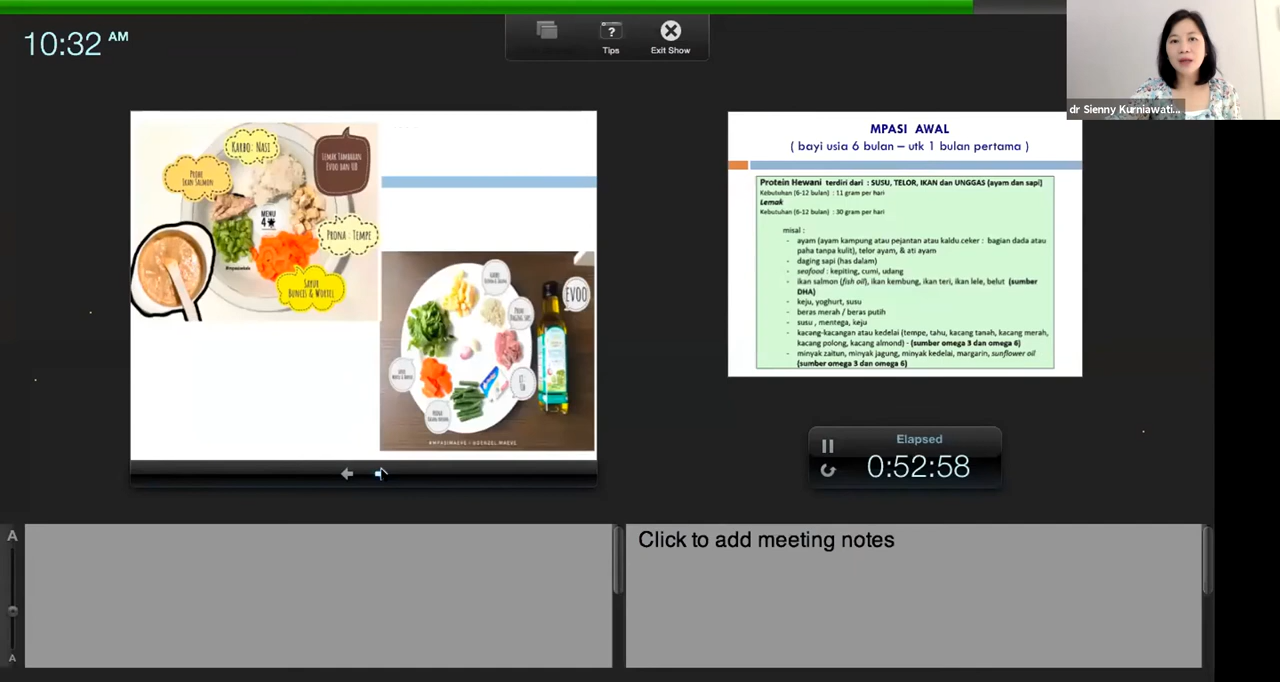 10:32 AM
Tips
Exit Show
dr Sienny Kurniawati...
KARBO : NASI
LEMAK TAMBAHAN
EVOO DAN UB
PROHE
IKAN SALMON
MENU
4
PRONA : TEMPE
SAYUR
BUNCIS & WORTEL
EVOO
#MPASIMAEVE | @DENZEL.MAEVE
MPASI AWAL
( bayi usia 6 bulan – utk 1 bulan pertama )
Protein Hewani terdiri dari : SUSU, TELOR, IKAN dan UNGGAS (ayam dan sapi)
Kebutuhan (6-12 bulan) : 11 gram per hari
Lemak
Kebutuhan (6-12 bulan) : 30 gram per hari
misal :
- ayam (ayam kampung atau pejantan atau kaldu.ceker : bagian dada atau
paha tanpa kulit), telor ayam, & ati ayam
- daging sapi (has dalam)
- seafood : kepiting, cumi, udang
- ikan salmon (fish oil), ikan kembung, ikan teri, ikan lele, belut (sumber
DHA)
- keju, yoghurt, susu
- beras merah / beras putih
- susu , mentega, keju
- kacang-kacangan atau kedelai (tempe, tahu, kacang tanah, kacang merah,
kacang polong, kacang almond) - (sumber omega 3 dan omega 6)
- minyak zaitun, minyak jagung, minyak kedelai, margarin, sunflower oil
(sumber omega 3 dan omega 6)
Elapsed
0:52:58
A
A
Click to add meeting notes